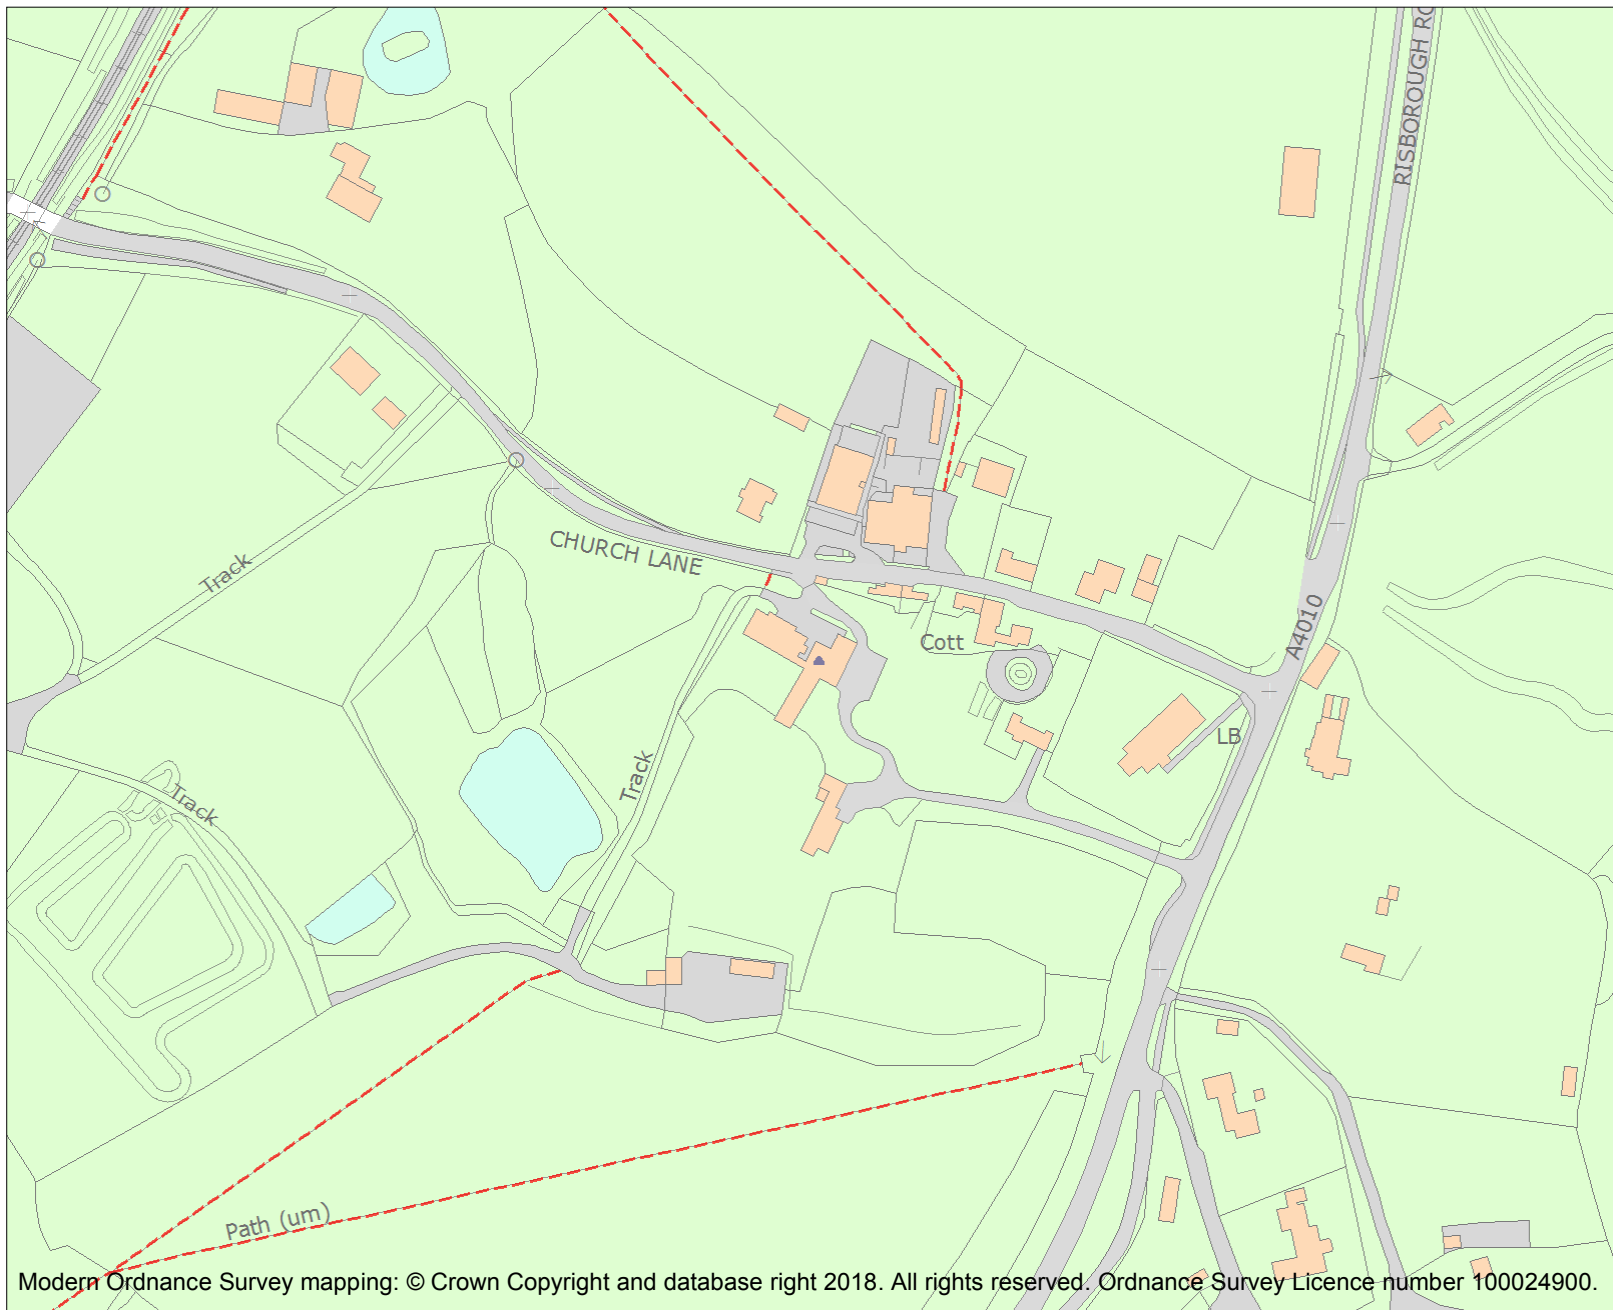 RISBOROUGH RO
CHURCH LANE
Track
A4010
Cott
LB
Track
Track
Path (um)
Modern Ordnance Survey mapping: © Crown Copyright and database right 2018. All rights reserved. Ordnance Survey Licence number 100024900.